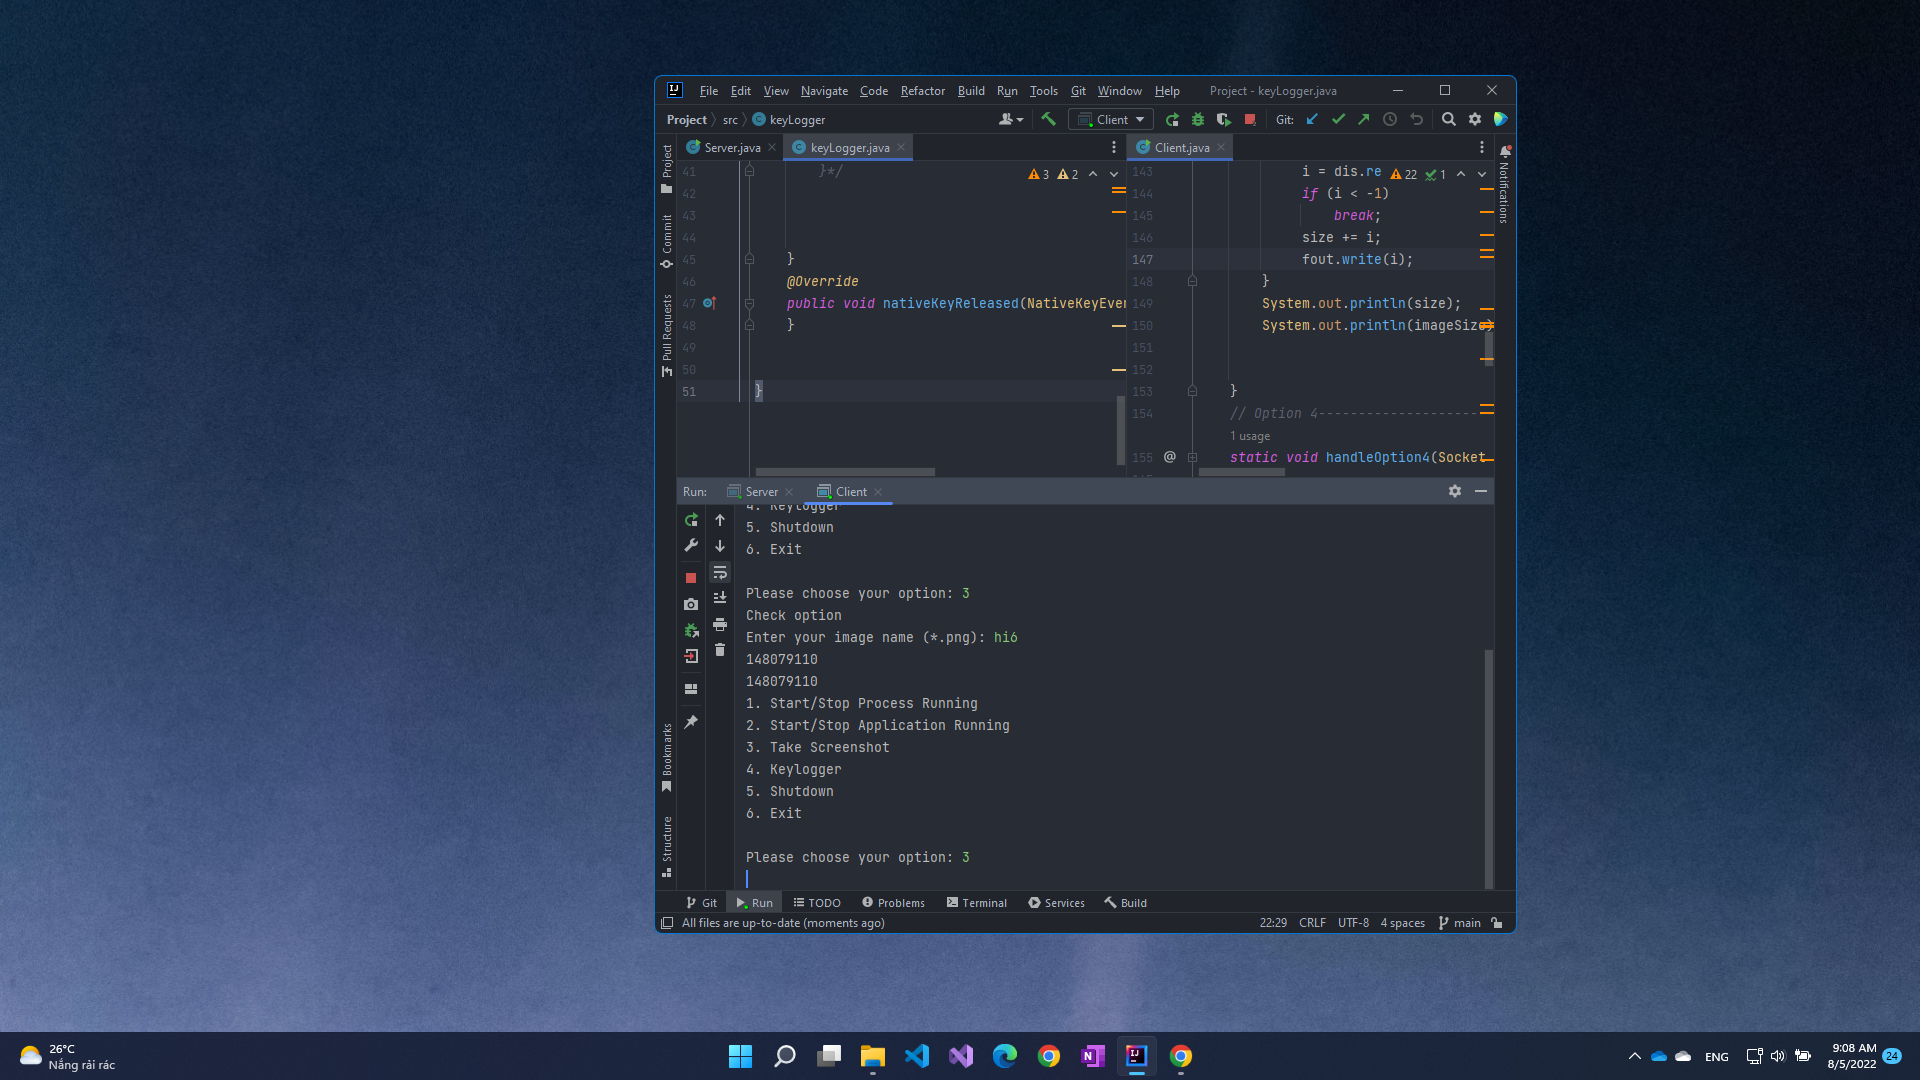 File Edit View Navigate Code Refactor Build Run Tools Git Window Help Project - keyLogger.java
Project src keyLogger Client Git:
Server.java keyLogger.java Client.java
Project
Commit
Pull Requests
Bookmarks
Structure
Notifications
3 2
41 }*/
42
43
44
45 }
46 @Override
47 public void nativeKeyReleased(NativeKeyEver
48 }
49
50
51 }
22 1
143 i = dis.re
144 if (i < -1)
145 break;
146 size += i;
147 fout.write(i);
148 }
149 System.out.println(size);
150 System.out.println(imageSize)
151
152
153 }
154 // Option 4--------------------
1 usage
155 static void handleOption4(Socket
Run: Server Client
4. Keylogger
5. Shutdown
6. Exit
Please choose your option: 3
Check option
Enter your image name (*.png): hi6
148079110
148079110
1. Start/Stop Process Running
2. Start/Stop Application Running
3. Take Screenshot
4. Keylogger
5. Shutdown
6. Exit
Please choose your option: 3
Git Run TODO Problems Terminal Services Build
All files are up-to-date (moments ago) 22:29 CRLF UTF-8 4 spaces main
26°C
Nắng rải rác
ENG
9:08 AM
8/5/2022
24